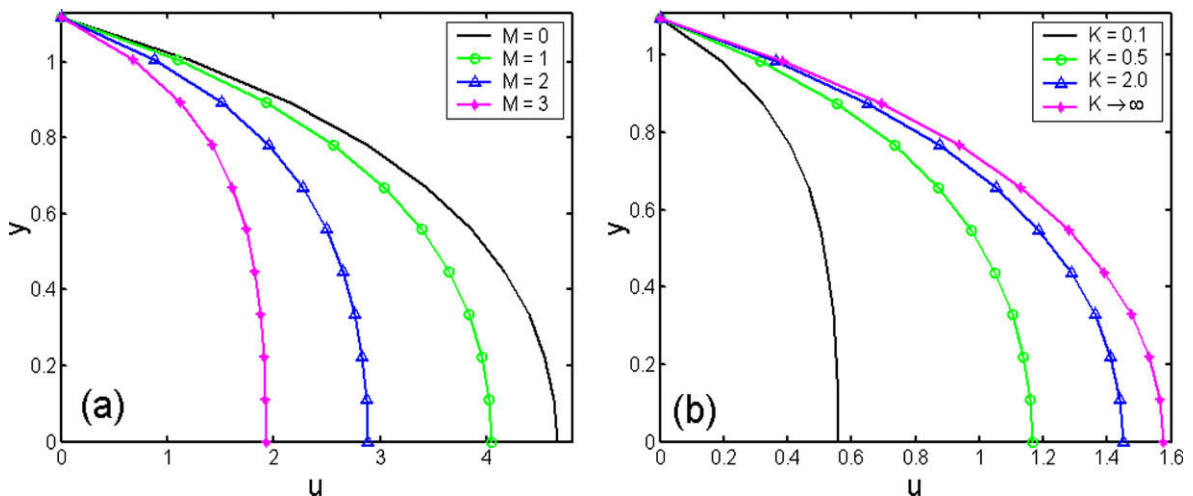 M = 0
M = 1
M = 2
M = 3
1
0.8
0.6
0.4
0.2
0
y
(a)
0 1 2 3 4
u
K = 0.1
K = 0.5
K = 2.0
K → ∞
1
0.8
0.6
0.4
0.2
0
y
(b)
0 0.2 0.4 0.6 0.8 1 1.2 1.4 1.6
u